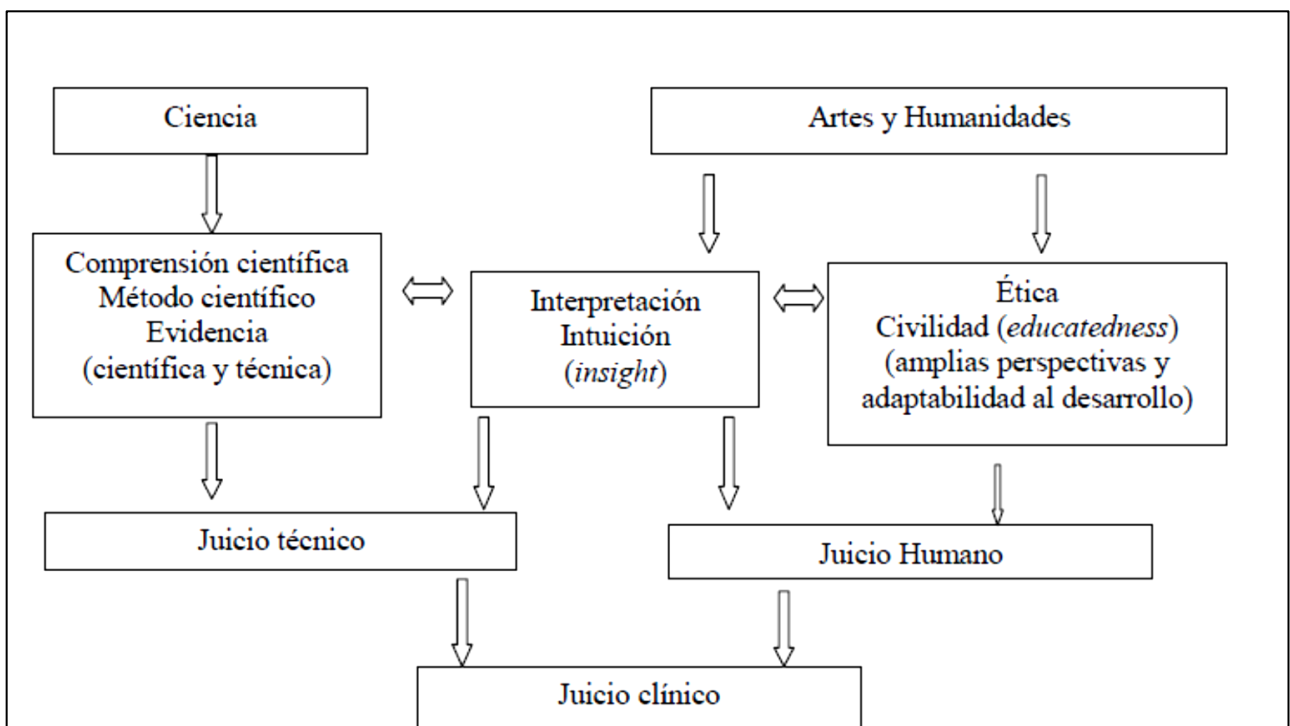 Ciencia
Artes y Humanidades
Comprensión científica
Método científico
Evidencia
(científica y técnica)
Interpretación
Intuición
(insight)
Ética
Civilidad (educatedness)
(amplias perspectivas y
adaptabilidad al desarrollo)
Juicio técnico
Juicio Humano
Juicio clínico